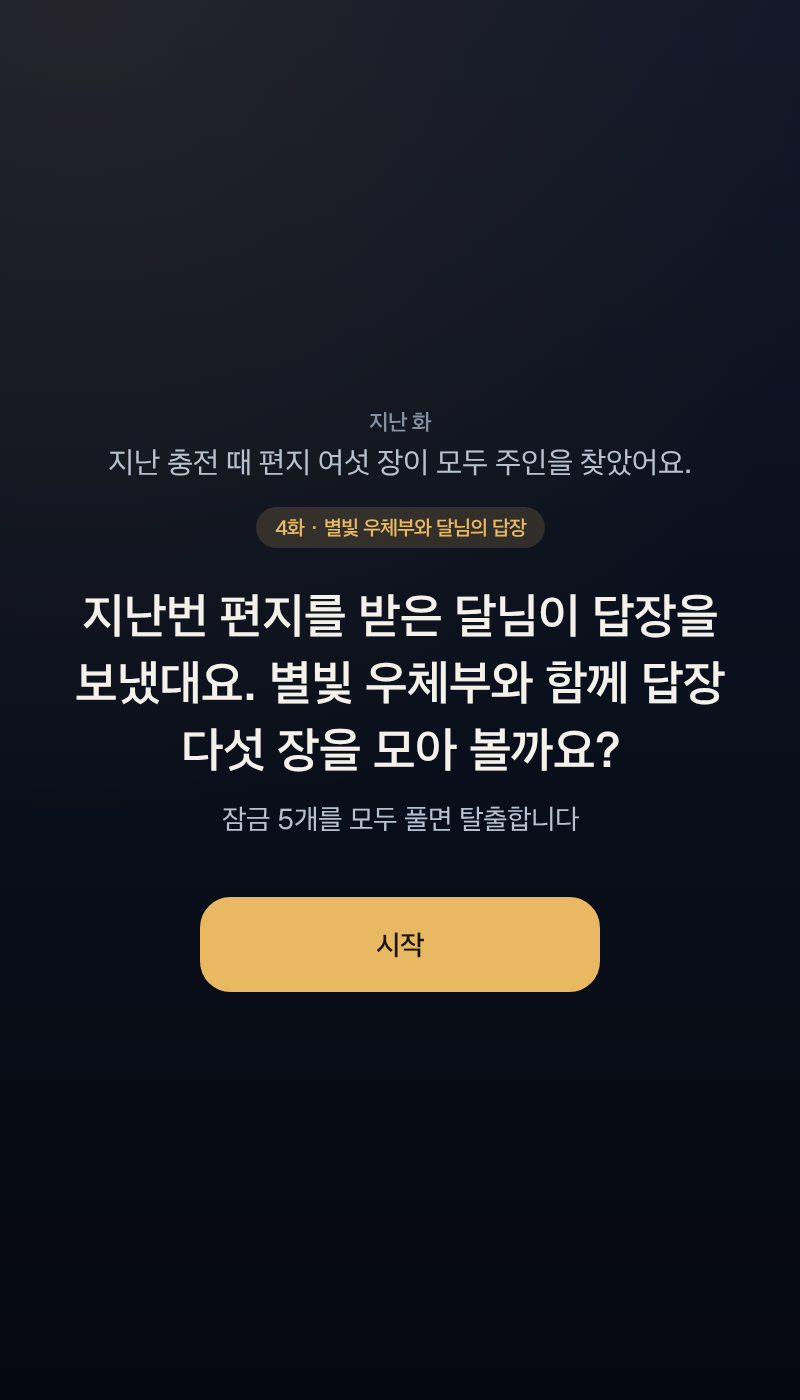 지난 화
지난 충전 때 편지 여섯 장이 모두 주인을 찾았어요.
4화 · 별빛 우체부와 달님의 답장
지난번 편지를 받은 달님이 답장을
보냈대요. 별빛 우체부와 함께 답장
다섯 장을 모아 볼까요?
잠금 5개를 모두 풀면 탈출합니다
시작